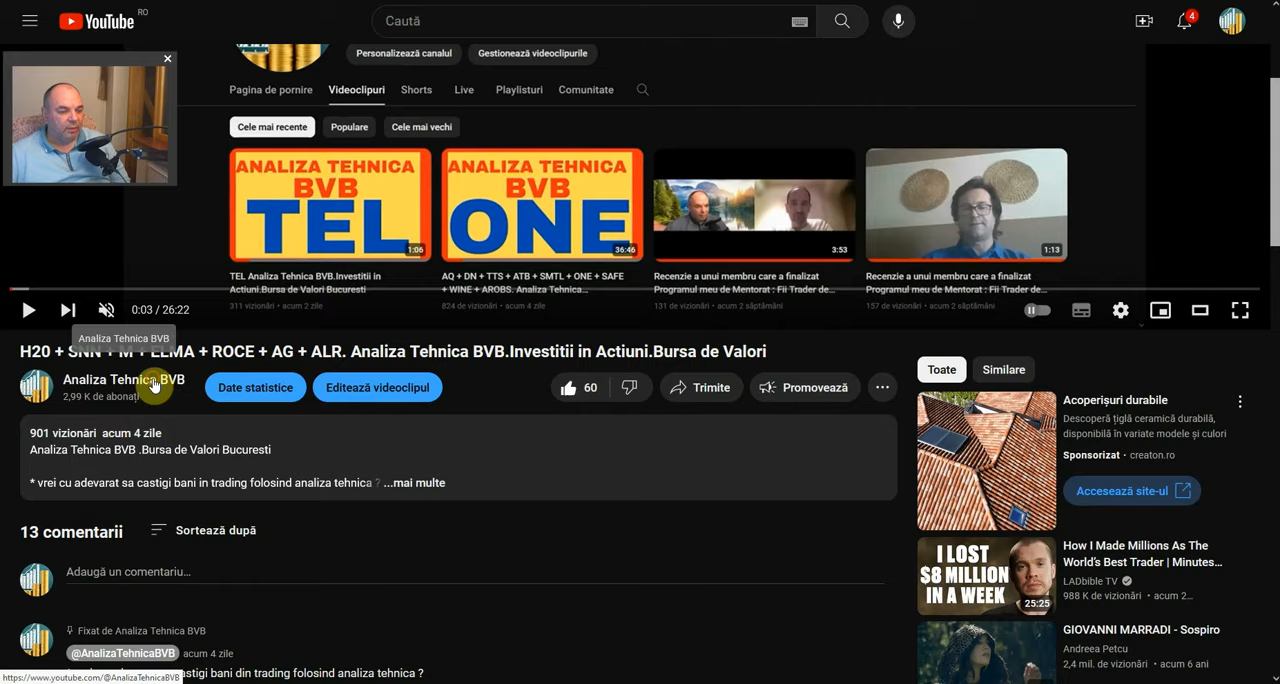 YouTube RO
Caută
4
Personalizează canalul
Gestionează videoclipurile
Pagina de pornire
Videoclipuri
Shorts
Live
Playlisturi
Comunitate
Cele mai recente
Populare
Cele mai vechi
ANALIZA TEHNICA
BVB
TEL
1:06
ANALIZA TEHNICA
BVB
ONE
36:46
3:53
1:13
TEL Analiza Tehnica BVB.Investitii in
Actiuni.Bursa de Valori Bucuresti
311 vizionări • acum 2 zile
AQ + DN + TTS + ATB + SMTL + ONE + SAFE
+ WINE + AROBS. Analiza Tehnica...
824 de vizionări • acum 4 zile
Recenzie a unui membru care a finalizat
Programul meu de Mentorat : Fii Trader de...
131 de vizionări • acum 2 săptămâni
Recenzie a unui membru care a finalizat
Programul meu de Mentorat : Fii Trader de...
157 de vizionări • acum 2 săptămâni
0:03 / 26:22
Analiza Tehnica BVB
H20 + SNN + M + ELMA + ROCE + AG + ALR. Analiza Tehnica BVB.Investitii in Actiuni.Bursa de Valori
Analiza Tehnica BVB
2,99 K de abonați
Date statistice
Editează videoclipul
60
Trimite
Promovează
901 vizionări acum 4 zile
Analiza Tehnica BVB .Bursa de Valori Bucuresti
* vrei cu adevarat sa castigi bani in trading folosind analiza tehnica ? ...mai multe
13 comentarii
Sortează după
Adaugă un comentariu...
Fixat de Analiza Tehnica BVB
@AnalizaTehnicaBVB acum 4 zile
castigi bani din trading folosind analiza tehnica ?
https://www.youtube.com/@AnalizaTehnicaBVB
Toate
Similare
Acoperișuri durabile
Descoperă țiglă ceramică durabilă,
disponibilă în variate modele și culori
Sponsorizat • creaton.ro
Accesează site-ul
I LOST
$8 MILLION
IN A WEEK
25:25
How I Made Millions As The
World's Best Trader | Minutes...
LADbible TV
988 K de vizionări • acum 2...
GIOVANNI MARRADI - Sospiro
Andreea Petcu
2,4 mil. de vizionări • acum 6 ani